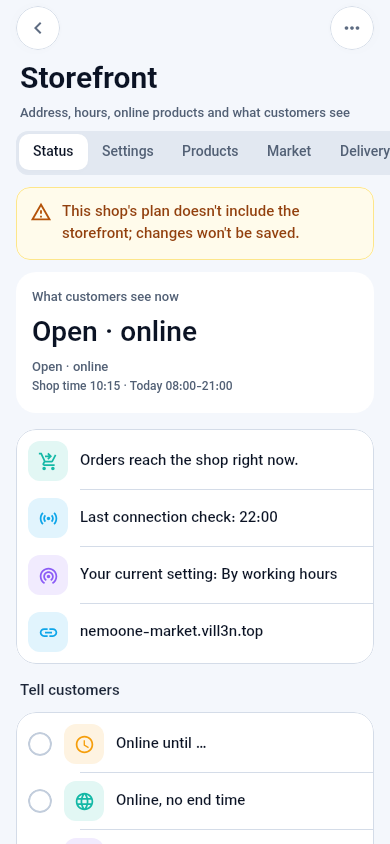 Storefront
Address, hours, online products and what customers see
Status
Settings
Products
Market
Delivery
This shop's plan doesn't include the
storefront; changes won't be saved.
What customers see now
Open · online
Open · online
Shop time 10:15 · Today 08:00–21:00
Orders reach the shop right now.
Last connection check: 22:00
Your current setting: By working hours
nemoone-market.vill3n.top
Tell customers
Online until …
Online, no end time